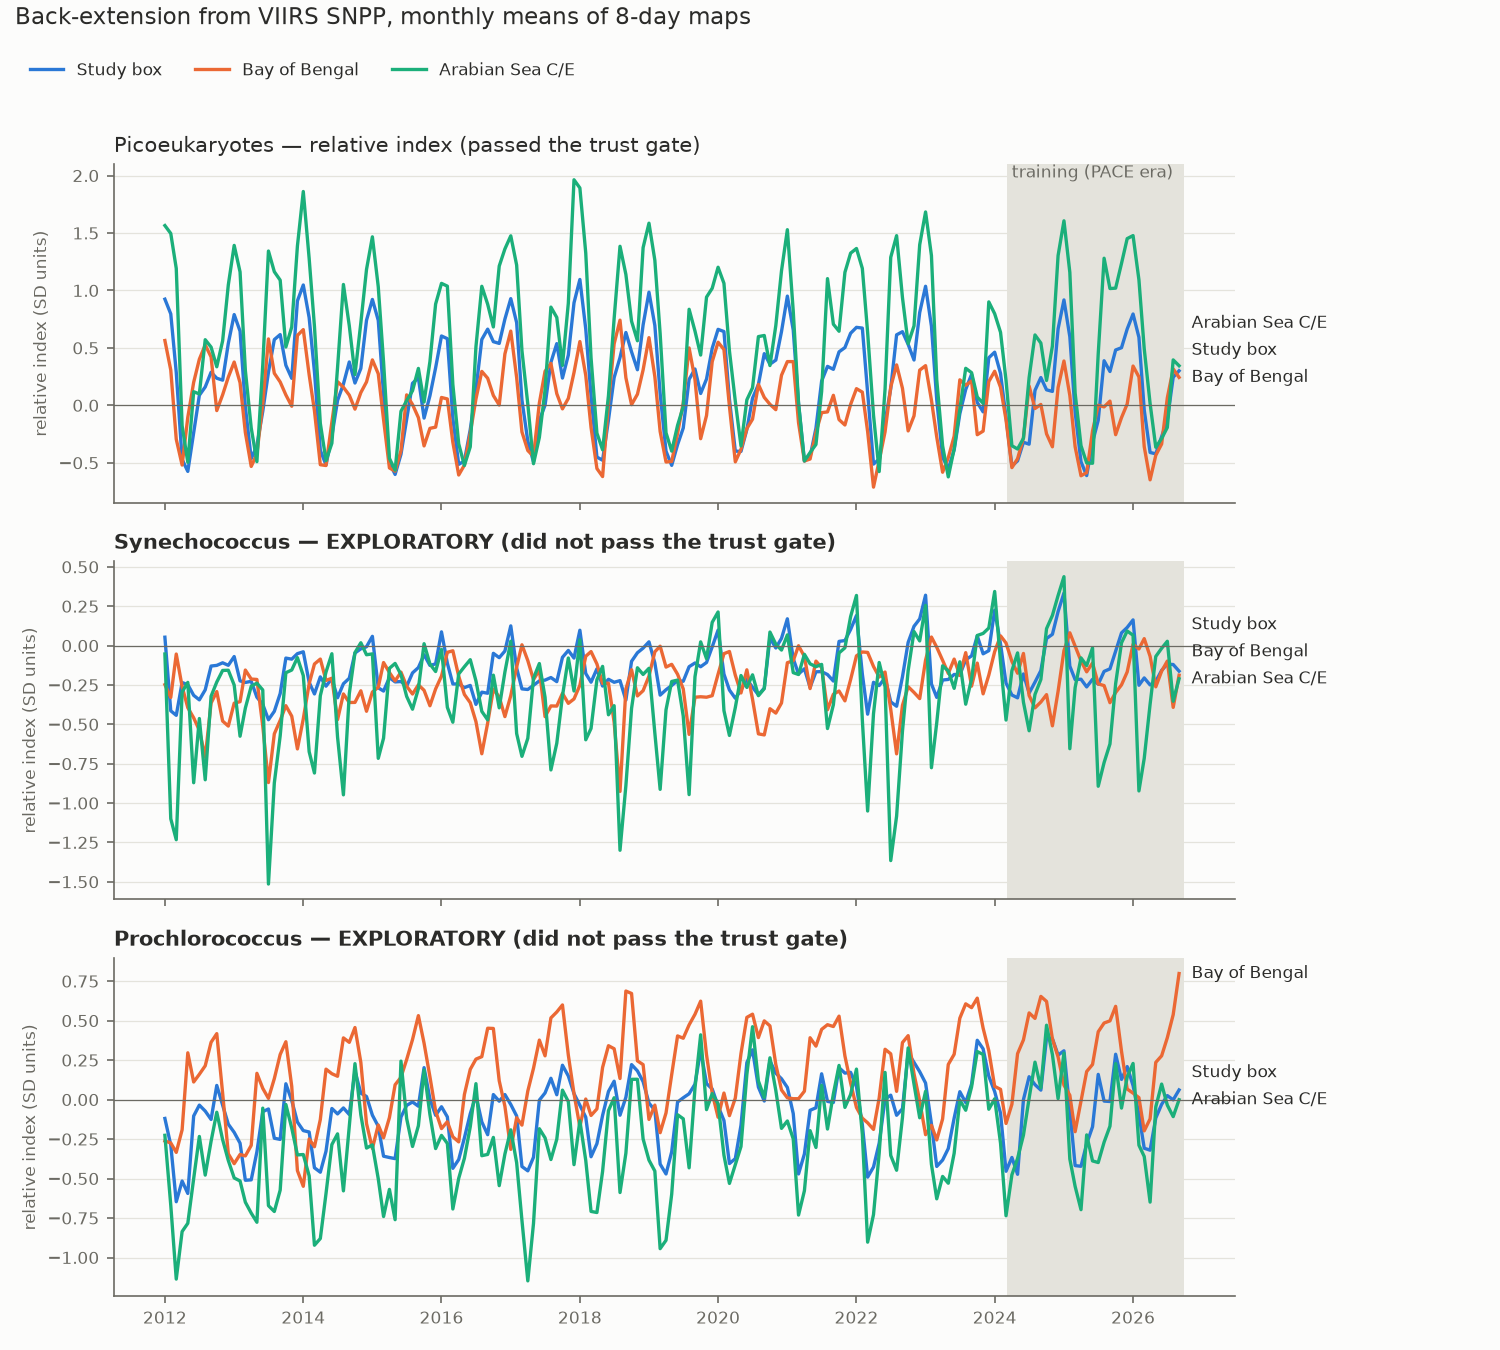 Back-extension from VIIRS SNPP, monthly means of 8-day maps
Study box
Bay of Bengal
Arabian Sea C/E
Picoeukaryotes — relative index (passed the trust gate)
training (PACE era)
relative index (SD units)
2.0
1.5
1.0
0.5
0.0
−0.5
Arabian Sea C/E
Study box
Bay of Bengal
Synechococcus — EXPLORATORY (did not pass the trust gate)
relative index (SD units)
0.50
0.25
0.00
−0.25
−0.50
−0.75
−1.00
−1.25
−1.50
Study box
Bay of Bengal
Arabian Sea C/E
Prochlorococcus — EXPLORATORY (did not pass the trust gate)
relative index (SD units)
0.75
0.50
0.25
0.00
−0.25
−0.50
−0.75
−1.00
Bay of Bengal
Study box
Arabian Sea C/E
2012 2014 2016 2018 2020 2022 2024 2026